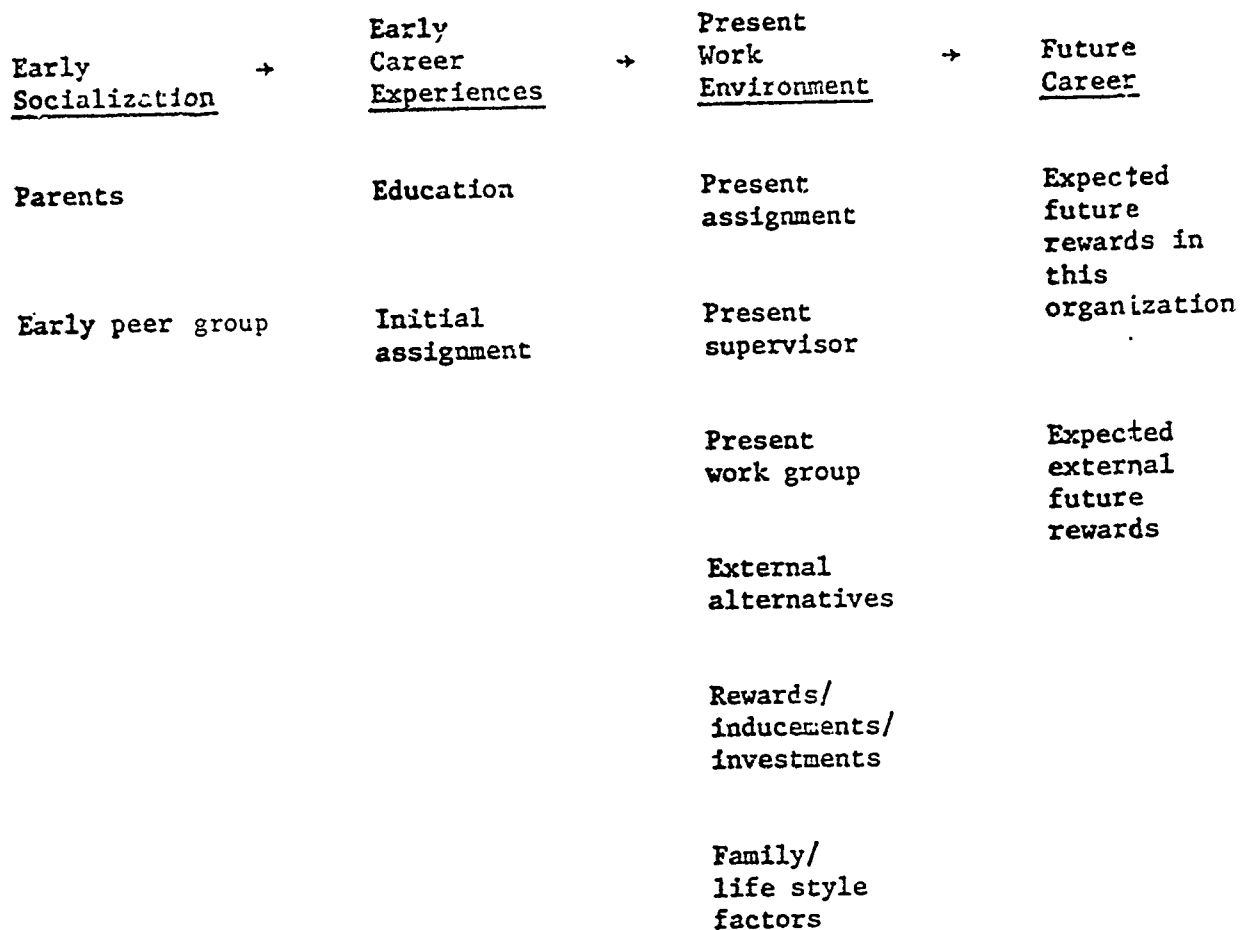 Early
Socialization
→
Early
Career
Experiences
→
Present
Work
Environment
→
Future
Career
Parents
Early peer group
Education
Initial
assignment
Present
assignment
Present
supervisor
Present
work group
External
alternatives
Rewards/
inducements/
investments
Family/
life style
factors
Expected
future
rewards in
this
organization
Expected
external
future
rewards